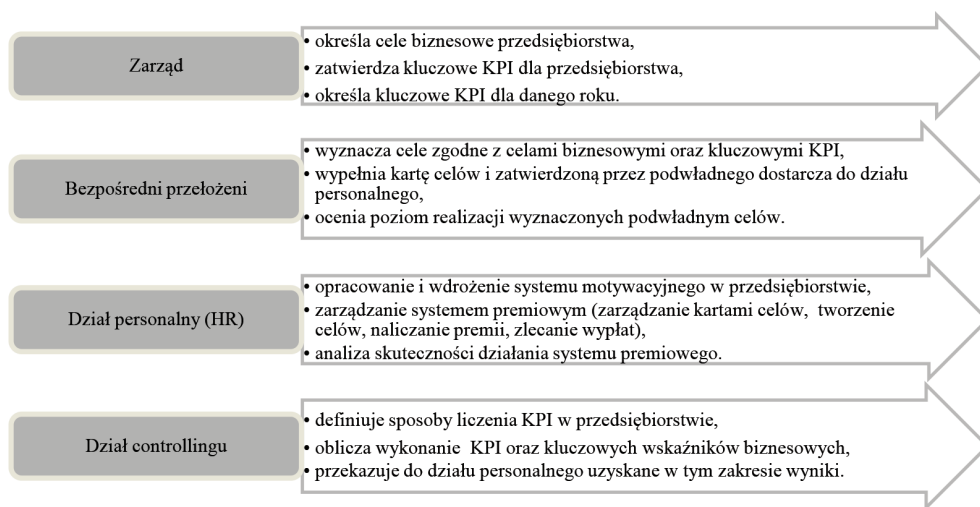 Zarząd
• określa cele biznesowe przedsiębiorstwa,
• zatwierdza kluczowe KPI dla przedsiębiorstwa,
• określa kluczowe KPI dla danego roku.
Bezpośredni przełożeni
• wyznacza cele zgodne z celami biznesowymi oraz kluczowymi KPI,
• wypełnia kartę celów i zatwierdzoną przez podwładnego dostarcza do działu
personalnego,
• ocenia poziom realizacji wyznaczonych podwładnym celów.
Dział personalny (HR)
• opracowanie i wdrożenie systemu motywacyjnego w przedsiębiorstwie,
• zarządzanie systemem premiowym (zarządzanie kartami celów, tworzenie
celów, naliczanie premii, zlecanie wypłat),
• analiza skuteczności działania systemu premiowego.
Dział controllingu
• definiuje sposoby liczenia KPI w przedsiębiorstwie,
• oblicza wykonanie KPI oraz kluczowych wskaźników biznesowych,
• przekazuje do działu personalnego uzyskane w tym zakresie wyniki.